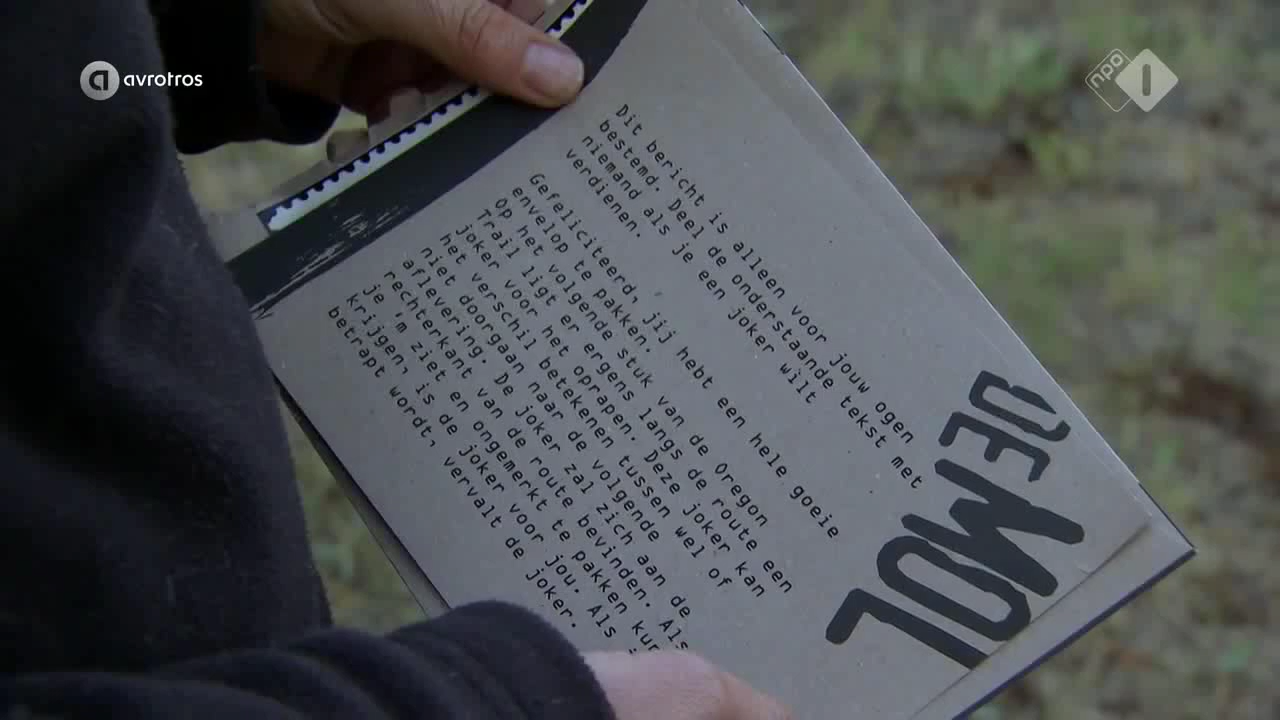 avrotros
npo 1
Dit bericht is alleen voor jouw ogen
bestemd. Deel de onderstaande tekst met
niemand als je een joker wilt
verdienen.
Gefeliciteerd, jij hebt een hele goeie
envelop te pakken.
Op het volgende stuk van de Oregon
Trail ligt er ergens langs de route een
joker voor het oprapen. Deze joker kan
het verschil betekenen tussen wel of
niet doorgaan naar de volgende
aflevering. De joker zal zich aan de
rechterkant van de route bevinden. Als
je 'm ziet en ongemerkt te pakken
krijgen, is de joker voor jou. Als
betrapt wordt, vervalt de joker.
DE MOL